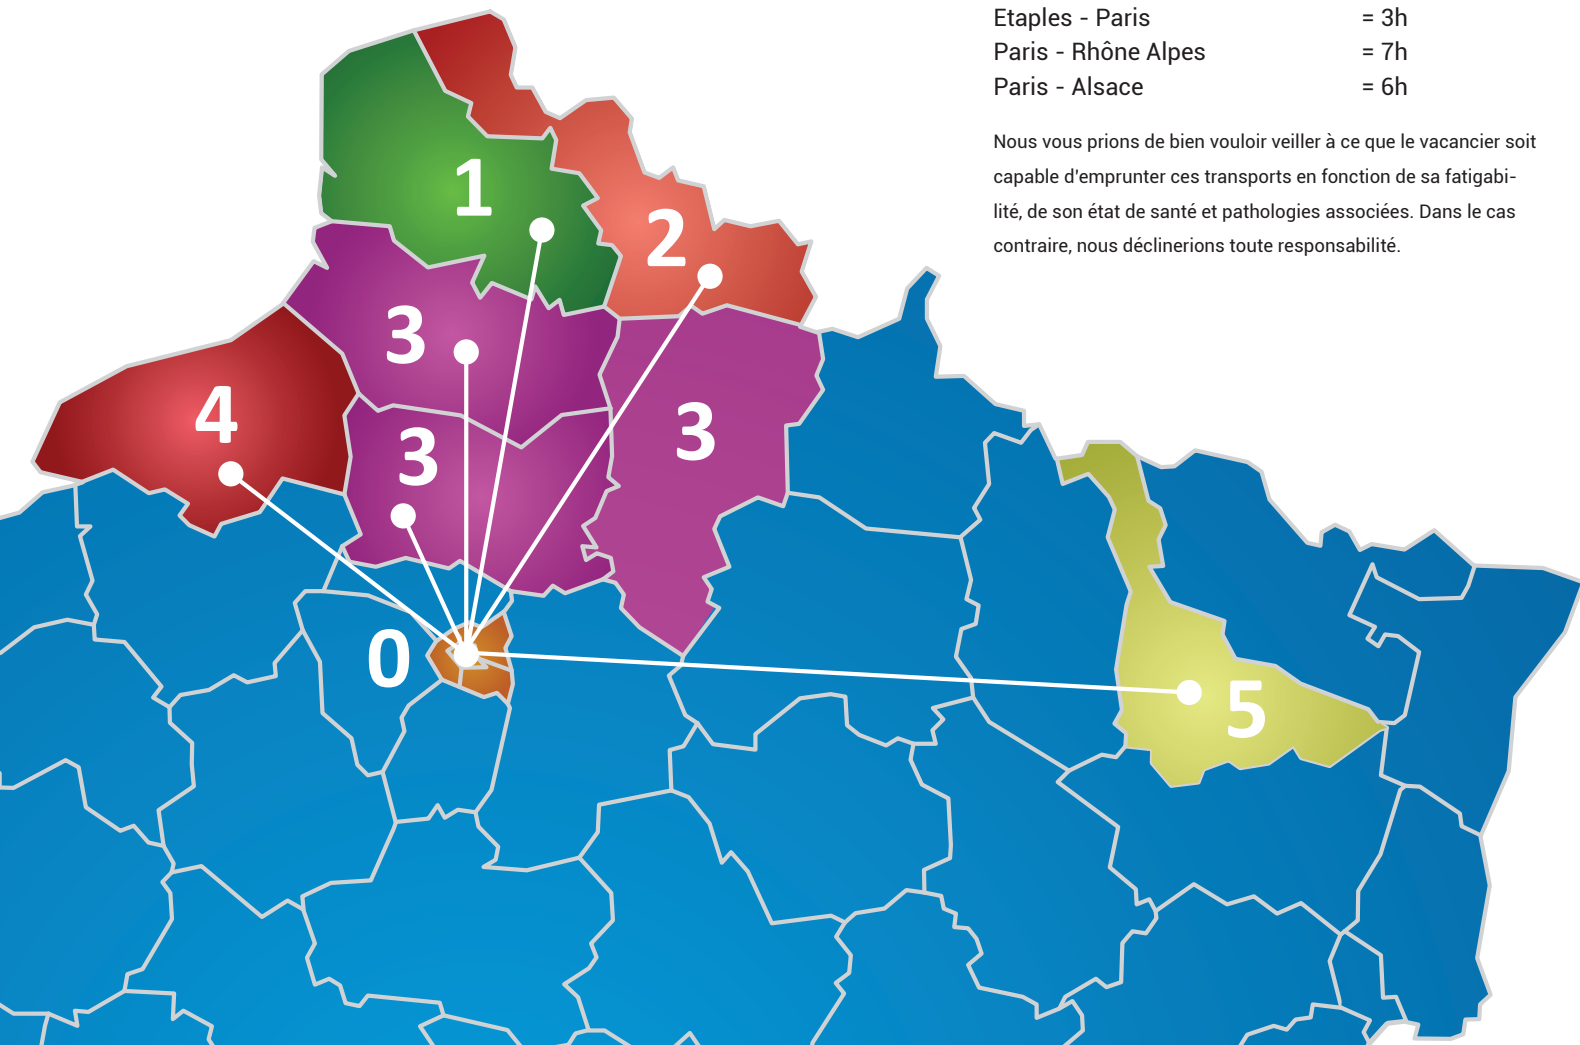 Etaples - Paris = 3h
Paris - Rhône Alpes = 7h
Paris - Alsace = 6h
Nous vous prions de bien vouloir veiller à ce que le vacancier soit
capable d'emprunter ces transports en fonction de sa fatigabi-
lité, de son état de santé et pathologies associées. Dans le cas
contraire, nous déclinerions toute responsabilité.
1
2
3
4
3
3
0
5